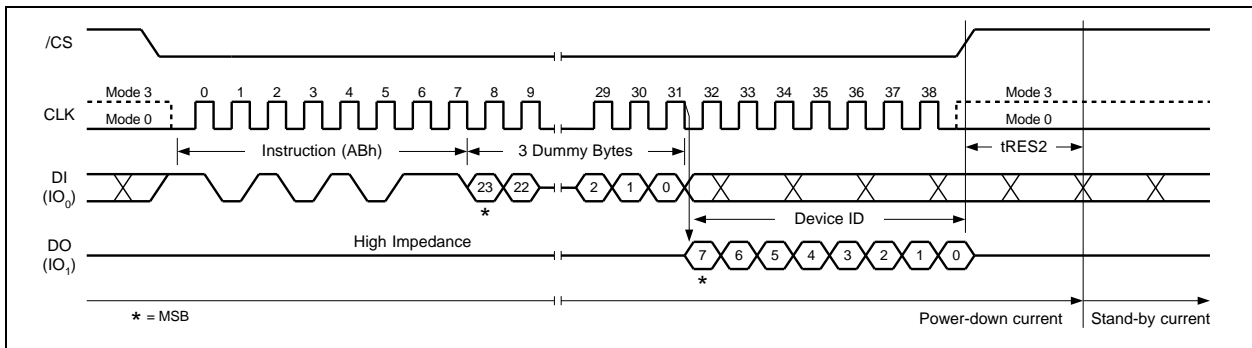 /CS
0 1 2 3 4 5 6 7 8 9 29 30 31 32 33 34 35 36 37 38
Mode 3 Mode 3
CLK
Mode 0 Mode 0
Instruction (ABh) 3 Dummy Bytes tRES2
DI
(IO₀)
23 22 2 1 0
*
Device ID
DO
(IO₁)
High Impedance
7 6 5 4 3 2 1 0
*
* = MSB
Power-down current Stand-by current